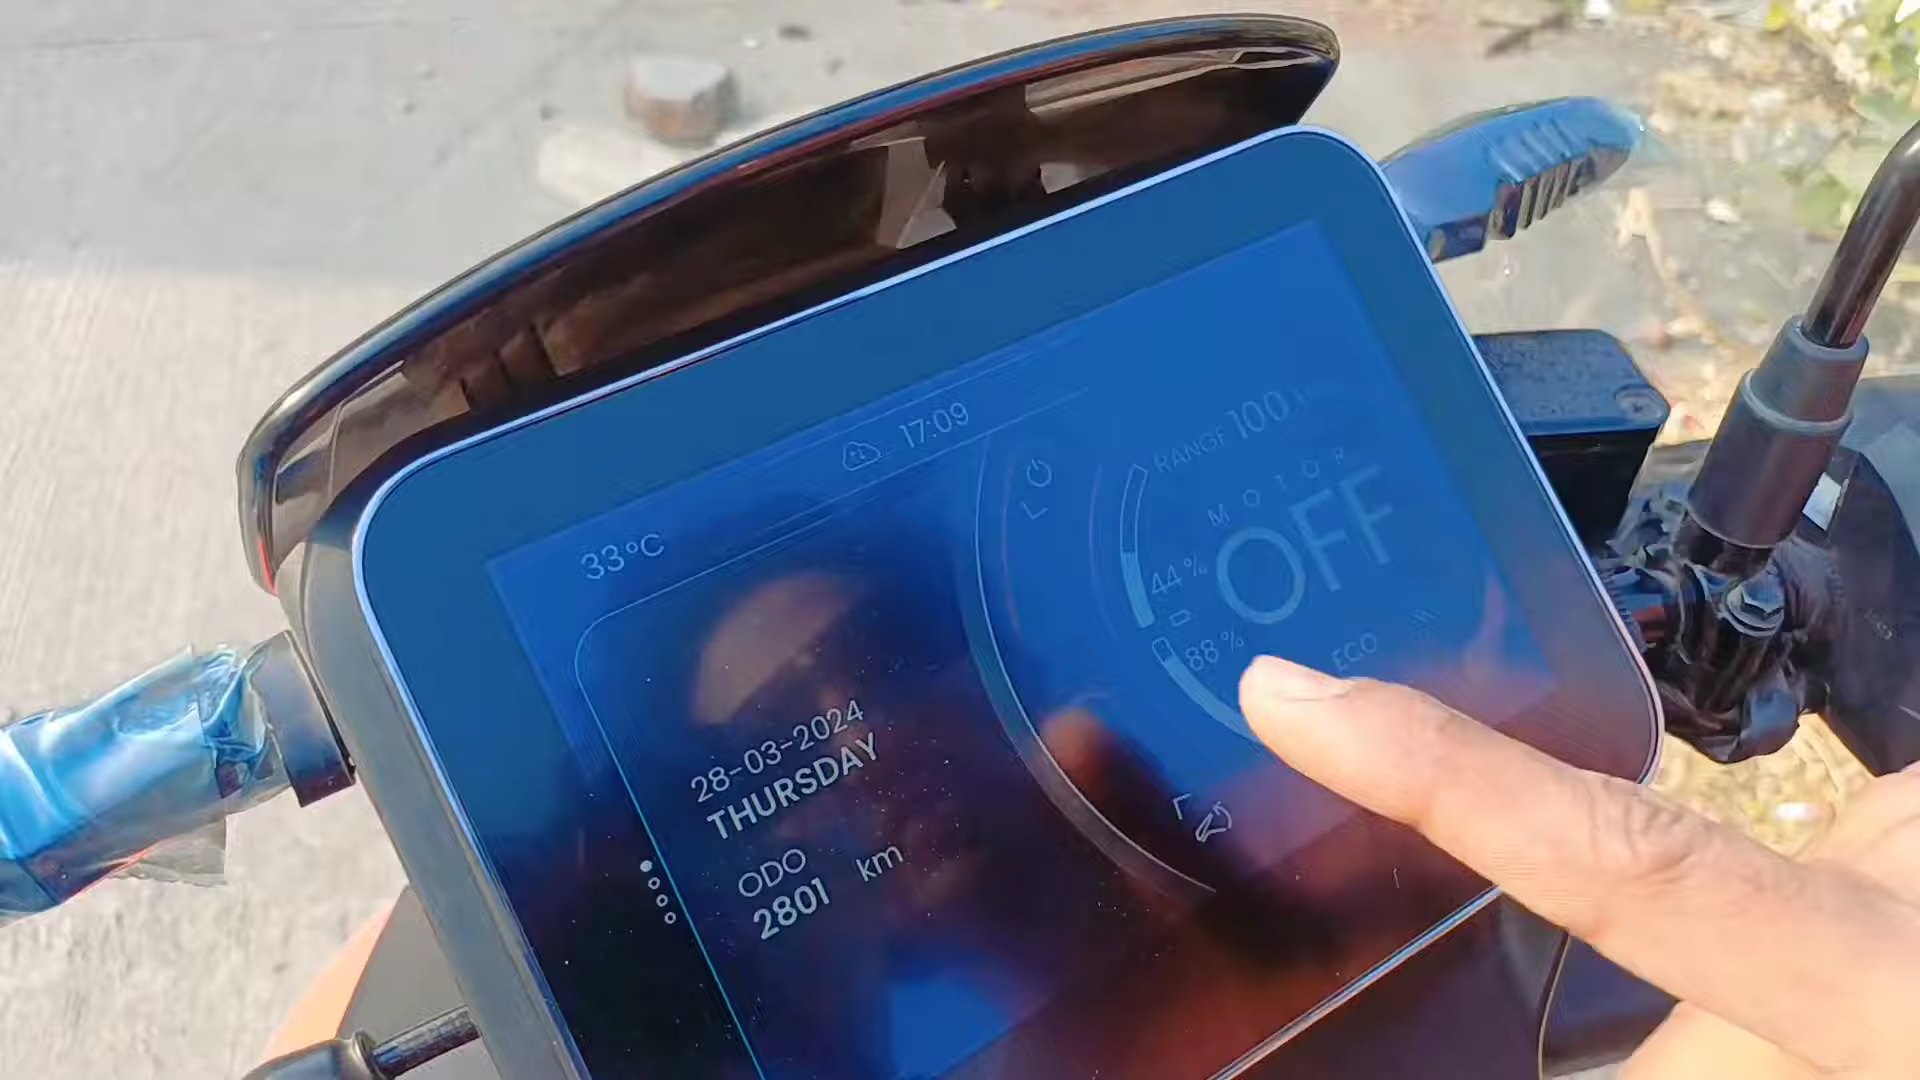 17:09
33°C
RANGE 100
MOTOR
OFF
44%
88%
ECO
28-03-2024
THURSDAY
ODO
2801 km